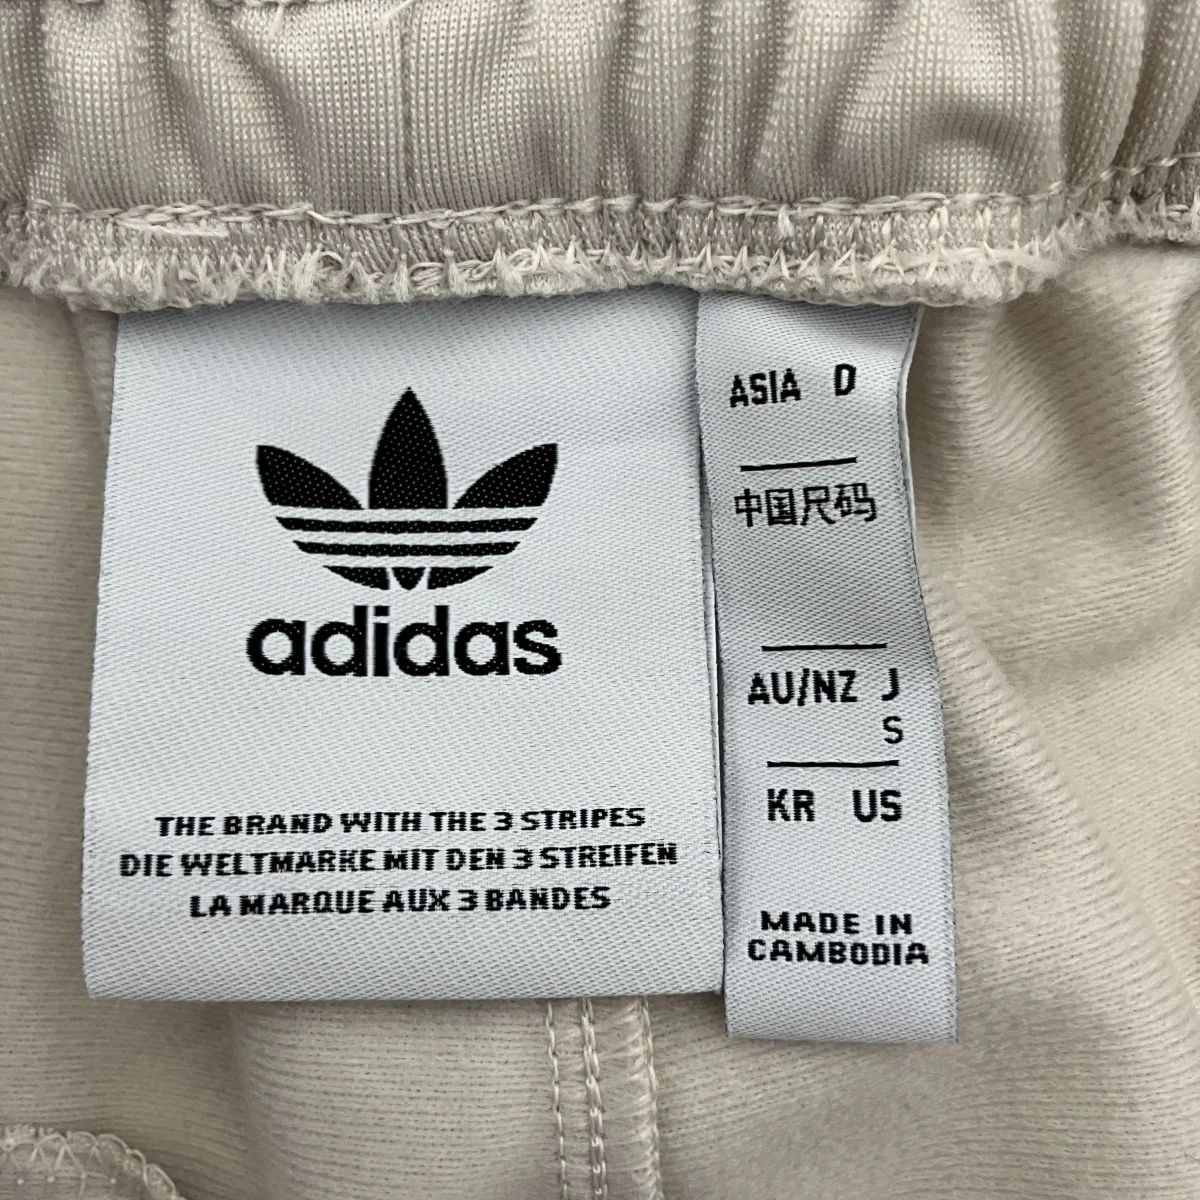 adidas
THE BRAND WITH THE 3 STRIPES
DIE WELTMARKE MIT DEN 3 STREIFEN
LA MARQUE AUX 3 BANDES
ASIA D
中国尺码
AU/NZ J
S
KR US
MADE IN
CAMBODIA